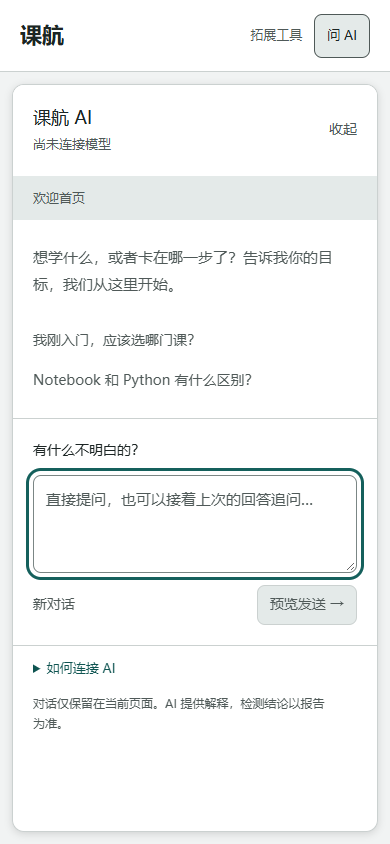 课航
拓展工具
问 AI
课航 AI
尚未连接模型
收起
欢迎首页
想学什么，或者卡在哪一步了？告诉我你的目
标，我们从这里开始。
我刚入门，应该选哪门课？
Notebook 和 Python 有什么区别？
有什么不明白的？
直接提问，也可以接着上次的回答追问…
新对话
预览发送 →
▶ 如何连接 AI
对话仅保留在当前页面。AI 提供解释，检测结论以报告
为准。